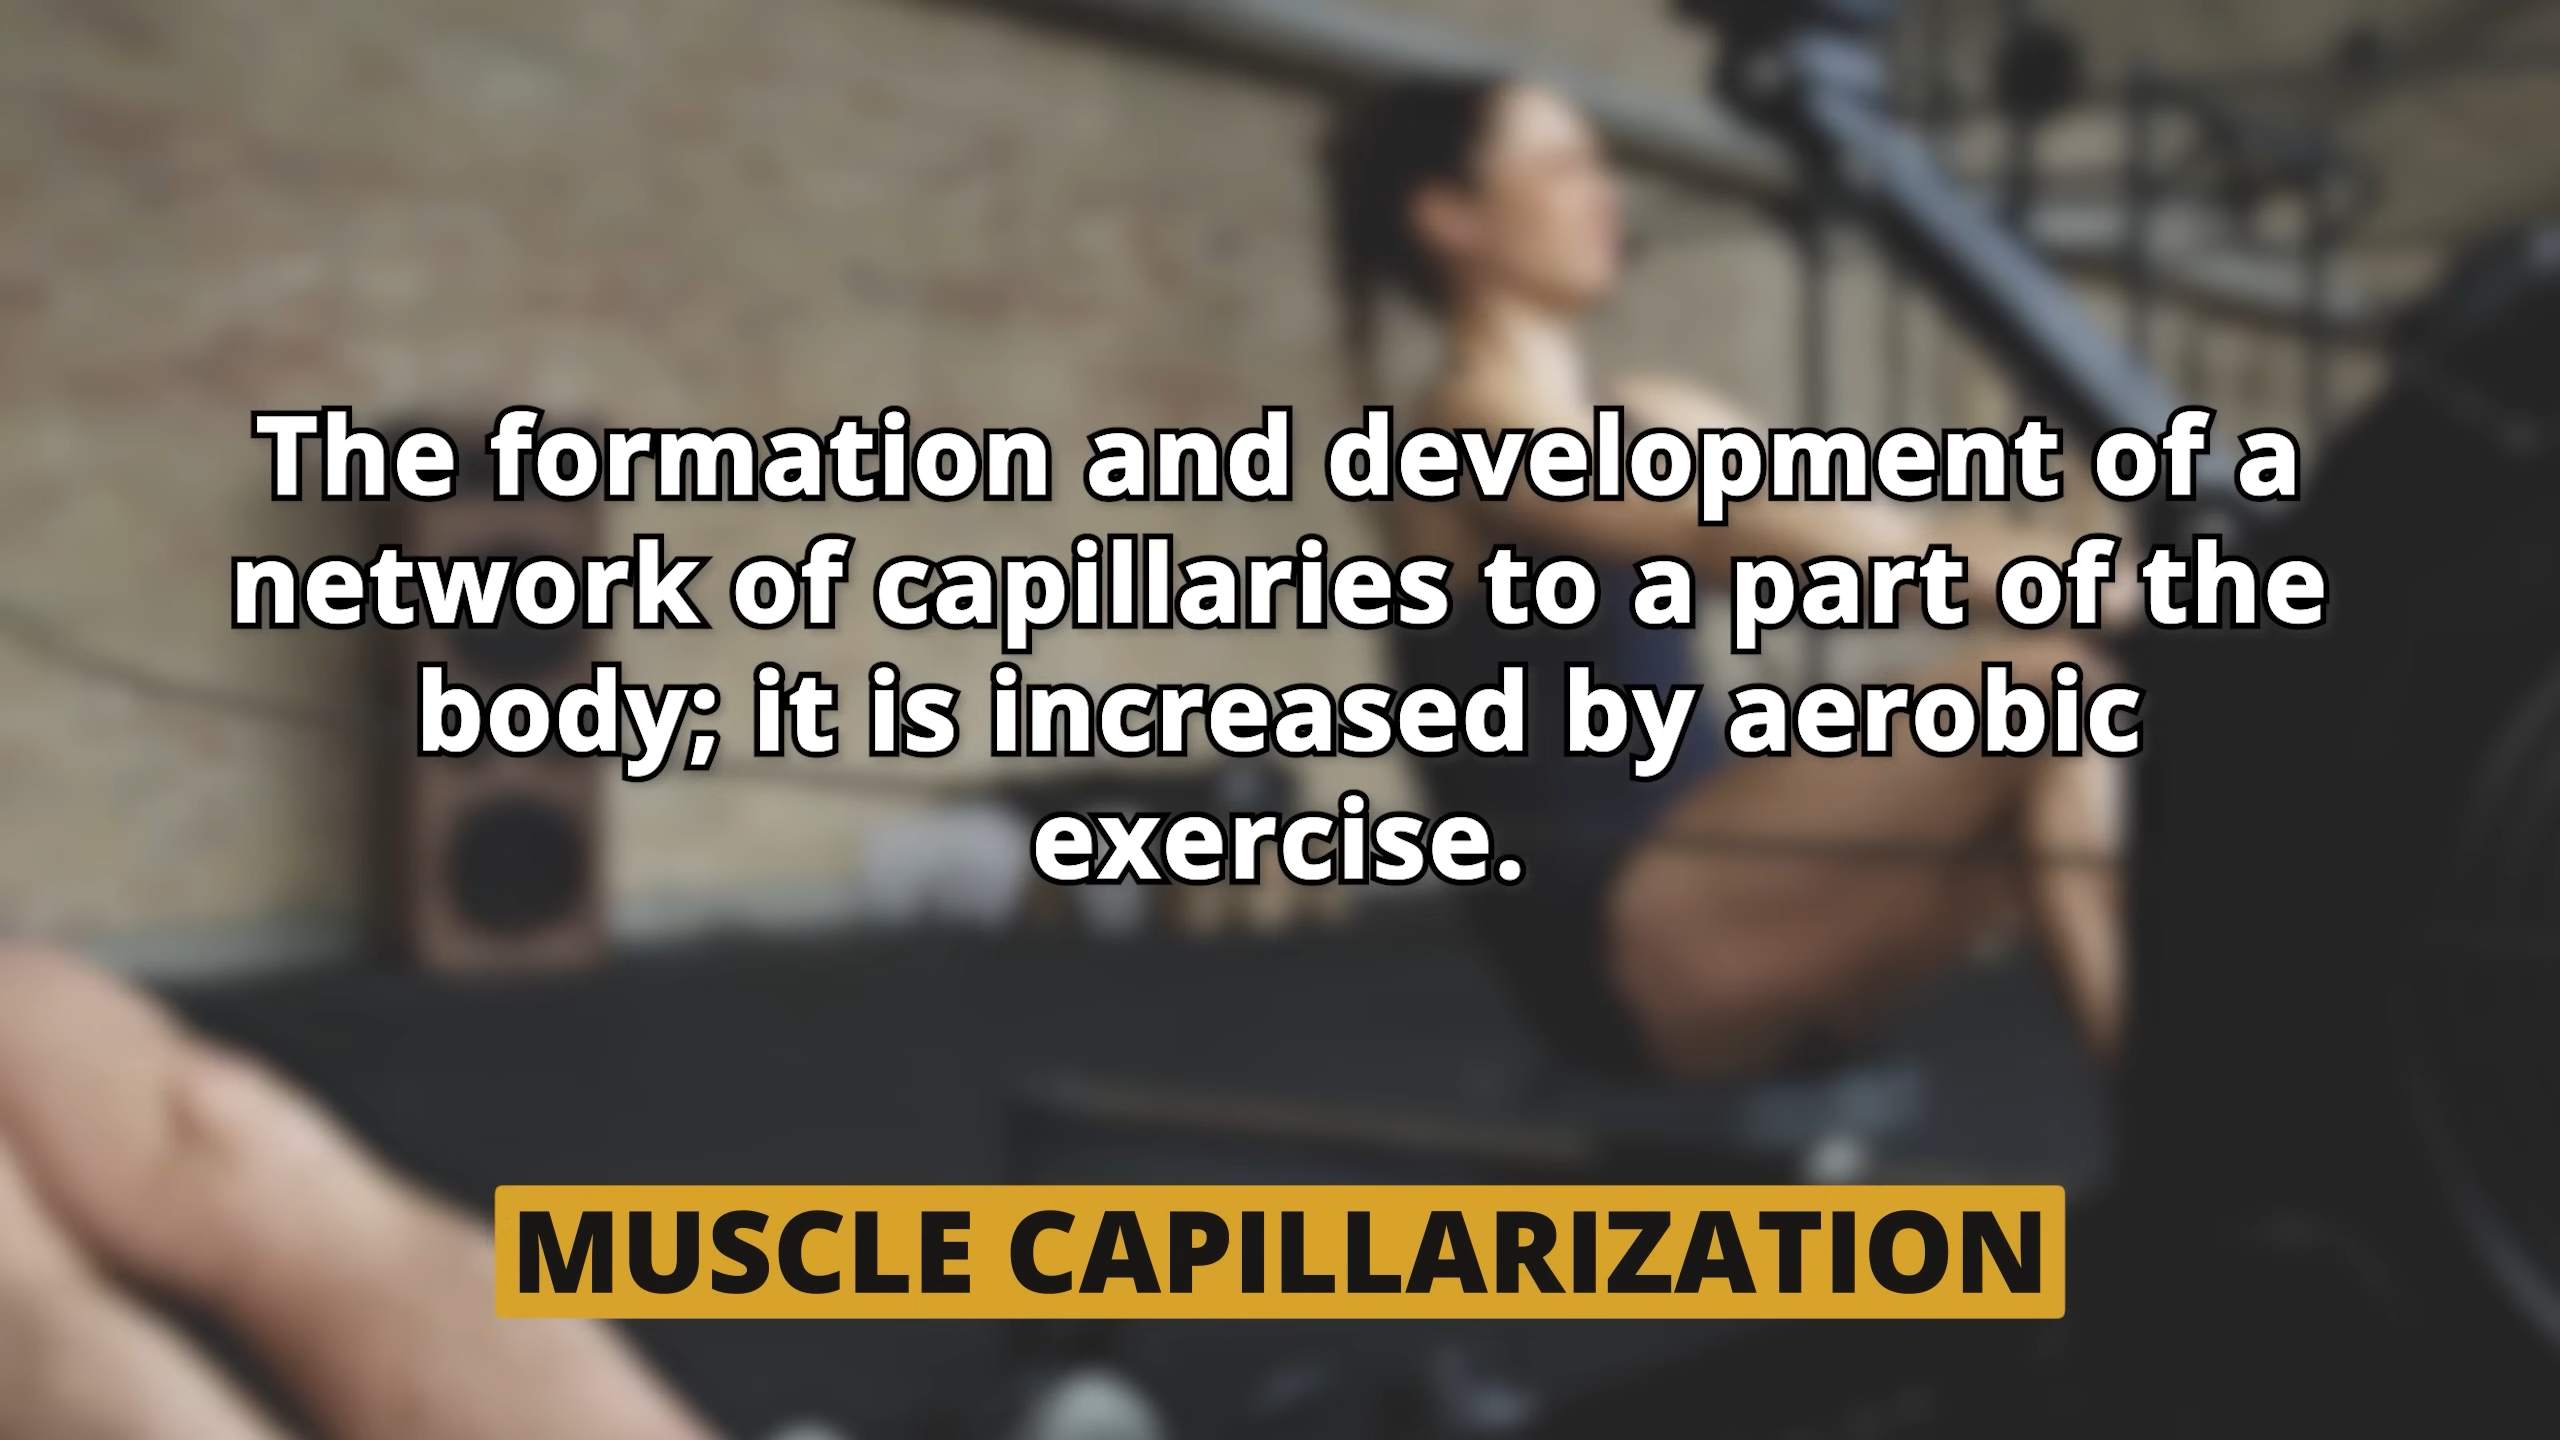 The formation and development of a
network of capillaries to a part of the
body; it is increased by aerobic
exercise.
MUSCLE CAPILLARIZATION